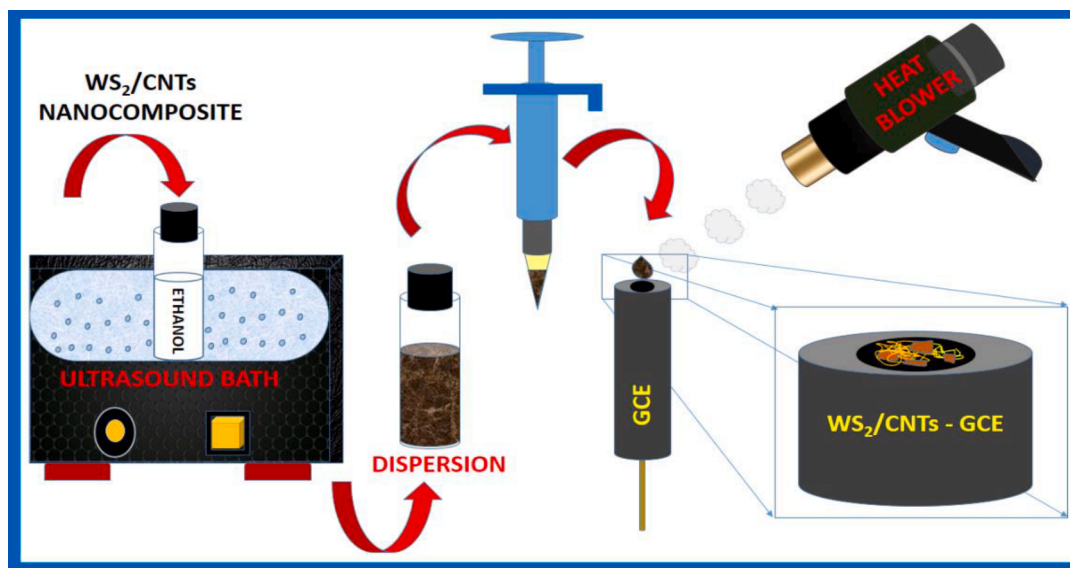 WS₂/CNTs
NANOCOMPOSITE
ETHANOL
ULTRASOUND BATH
DISPERSION
HEAT
BLOWER
GCE
WS₂/CNTs - GCE